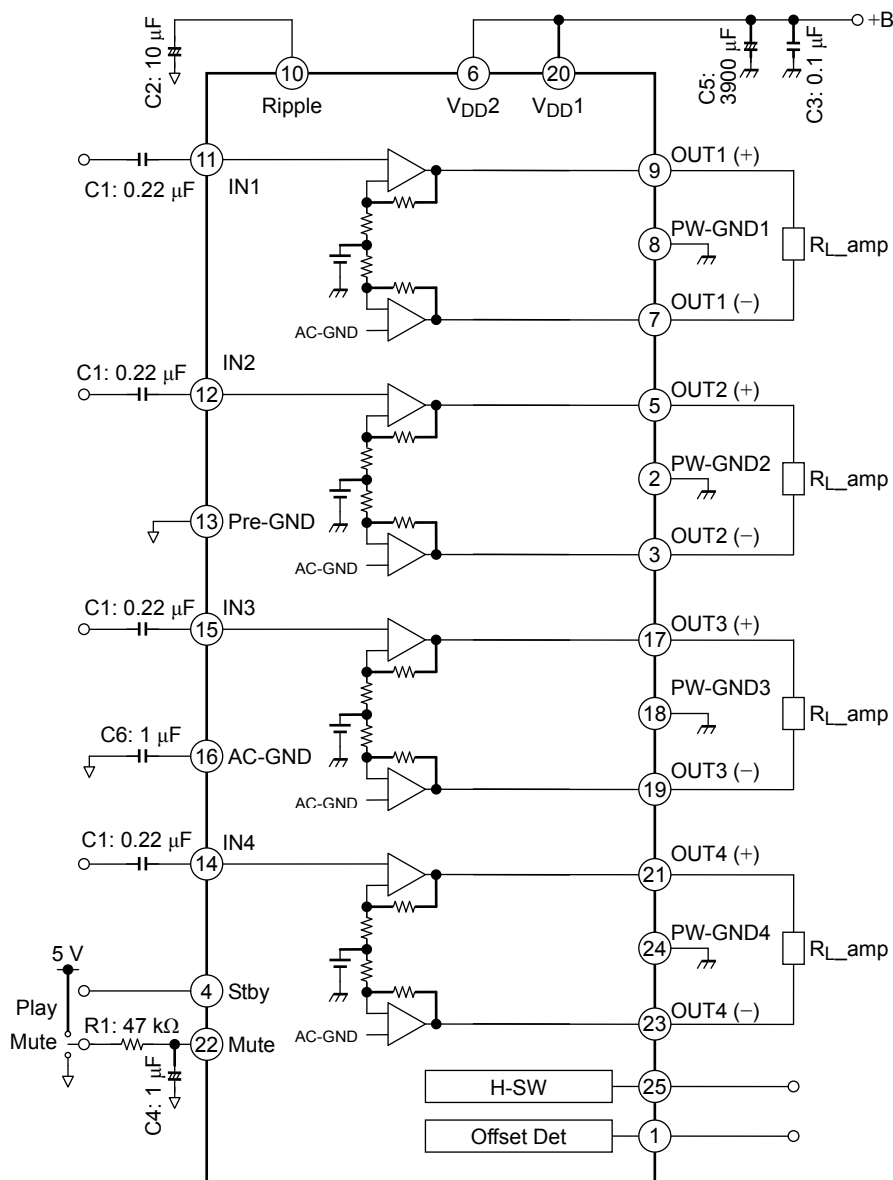 +B
C2: 10 µF
C5: 3900 µF
C3: 0.1 µF
10
6
20
Ripple
VDD2
VDD1
11
IN1
C1: 0.22 µF
9
OUT1 (+)
8
PW-GND1
RL_amp
7
OUT1 (−)
AC-GND
IN2
C1: 0.22 µF
12
5
OUT2 (+)
2
PW-GND2
RL_amp
13
Pre-GND
3
OUT2 (−)
AC-GND
C1: 0.22 µF
IN3
15
17
OUT3 (+)
18
PW-GND3
RL_amp
C6: 1 µF
16
AC-GND
19
OUT3 (−)
AC-GND
C1: 0.22 µF
IN4
14
21
OUT4 (+)
24
PW-GND4
RL_amp
5 V
4
Stby
Play
Mute
R1: 47 kΩ
22
Mute
C4: 1 µF
23
OUT4 (−)
AC-GND
H-SW
25
Offset Det
1